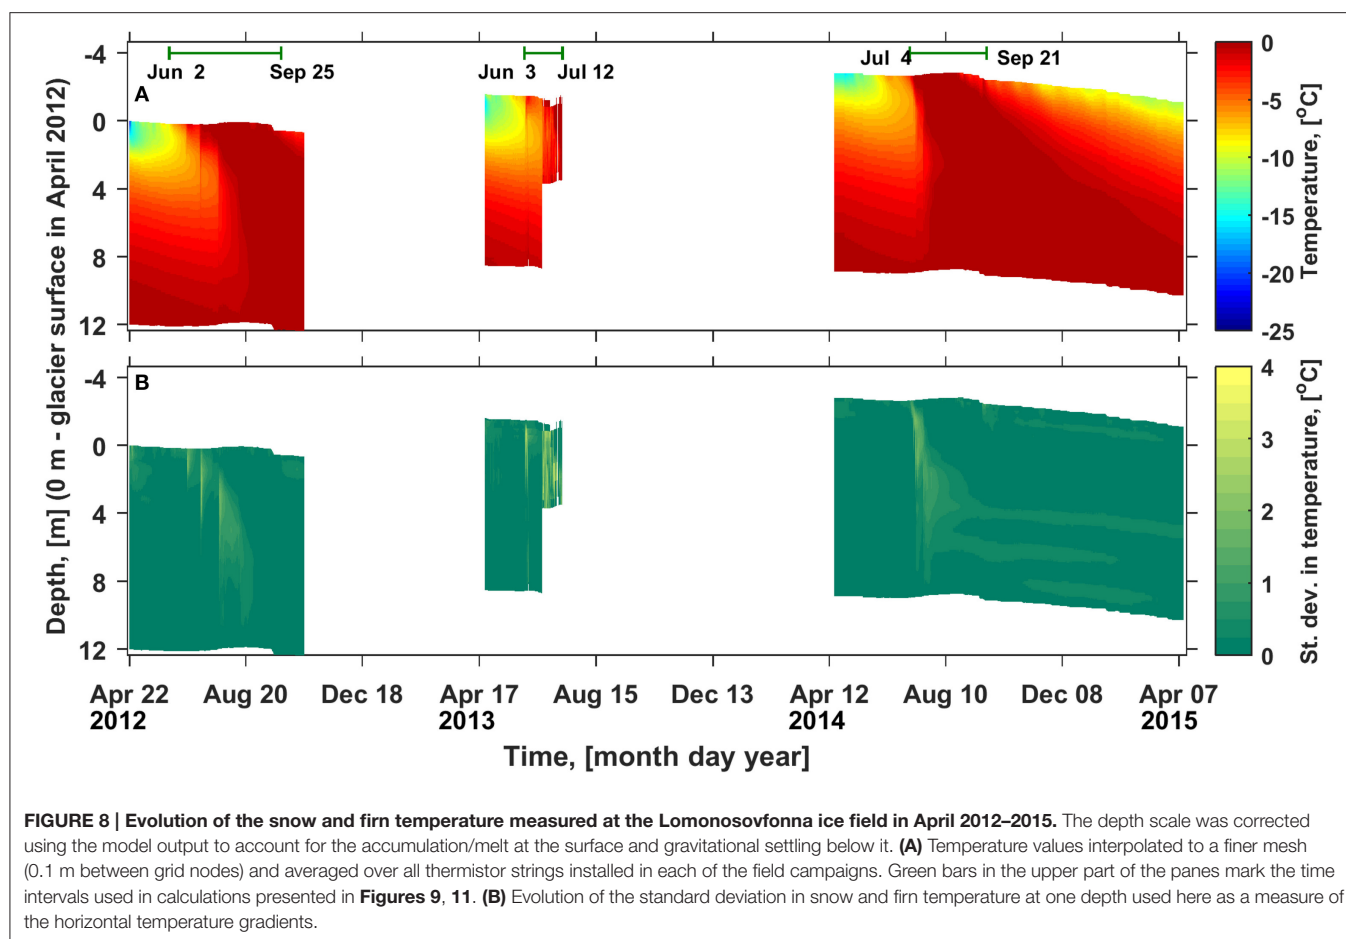 -4
0
4
8
12
Jun 2
Sep 25
Jun 3
Jul 12
Jul 4
Sep 21
A
0
-5
-10
-15
-20
-25
Temperature, [°C]
Depth, [m] (0 m - glacier surface in April 2012)
B
-4
0
4
8
12
4
3
2
1
0
St. dev. in temperature, [°C]
Apr 22 Aug 20 Dec 18 Apr 17 Aug 15 Dec 13 Apr 12 Aug 10 Dec 08 Apr 07
2012 2013 2014 2015
Time, [month day year]
FIGURE 8 | Evolution of the snow and firn temperature measured at the Lomonosovfonna ice field in April 2012–2015. The depth scale was corrected
using the model output to account for the accumulation/melt at the surface and gravitational settling below it. (A) Temperature values interpolated to a finer mesh
(0.1 m between grid nodes) and averaged over all thermistor strings installed in each of the field campaigns. Green bars in the upper part of the panes mark the time
intervals used in calculations presented in Figures 9, 11. (B) Evolution of the standard deviation in snow and firn temperature at one depth used here as a measure of
the horizontal temperature gradients.